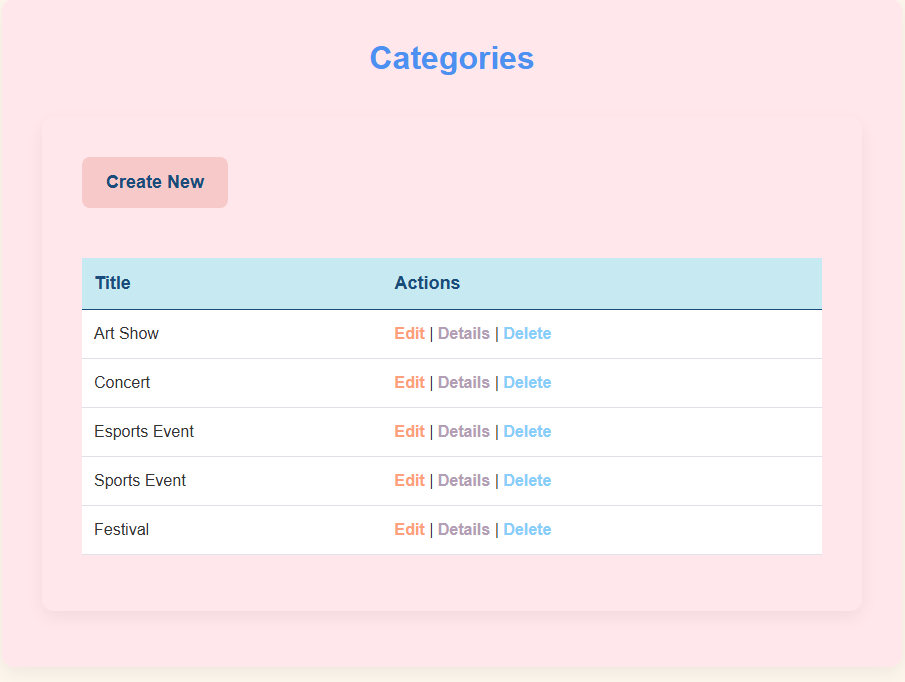 Categories
Create New
Title Actions
Art Show Edit | Details | Delete
Concert Edit | Details | Delete
Esports Event Edit | Details | Delete
Sports Event Edit | Details | Delete
Festival Edit | Details | Delete